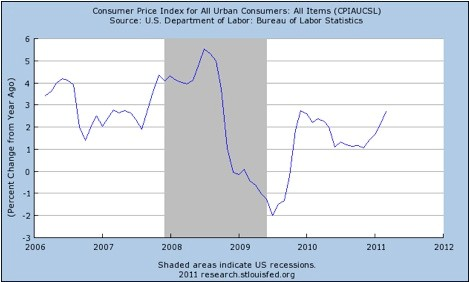 Consumer Price Index for All Urban Consumers: All Items (CPIAUCSL)
Source: U.S. Department of Labor: Bureau of Labor Statistics
(Percent Change from Year Ago)
6
5
4
3
2
1
0
-1
-2
-3
2006 2007 2008 2009 2010 2011 2012
Shaded areas indicate US recessions.
2011 research.stlouisfed.org